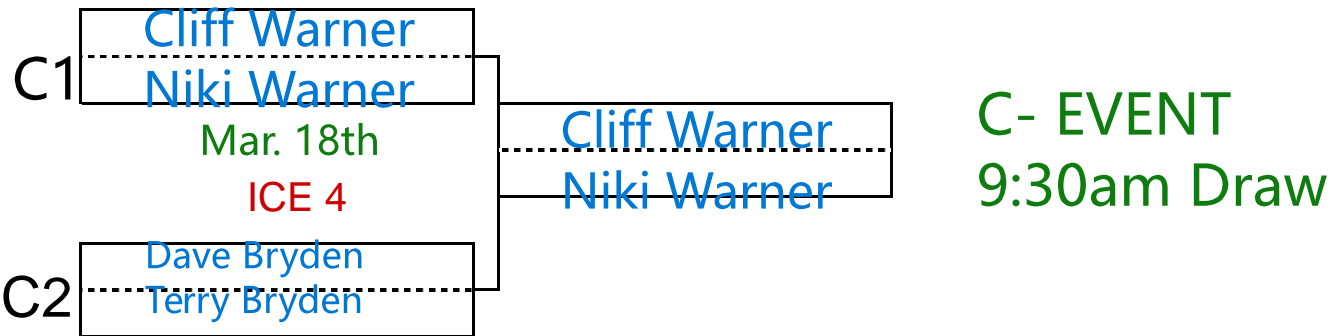 Cliff Warner
C1
Niki Warner
Mar. 18th
ICE 4
Dave Bryden
C2
Terry Bryden
Cliff Warner
Niki Warner
C- EVENT
9:30am Draw